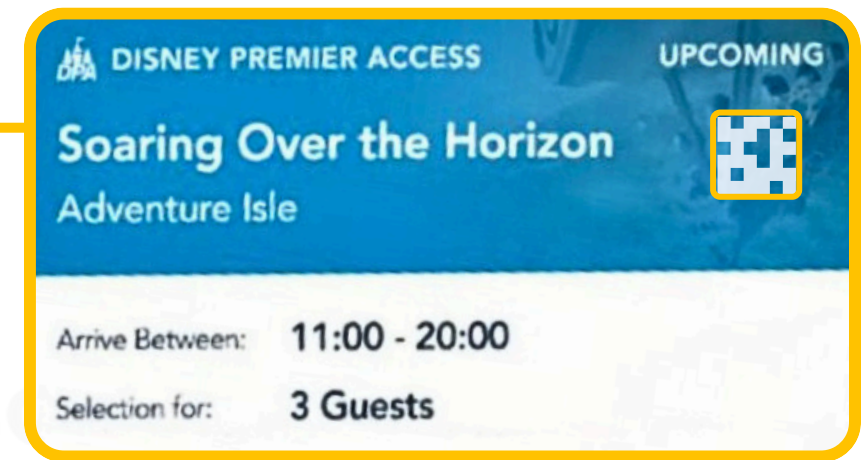 DPA DISNEY PREMIER ACCESS UPCOMING
Soaring Over the Horizon
Adventure Isle
Arrive Between: 11:00 - 20:00
Selection for: 3 Guests